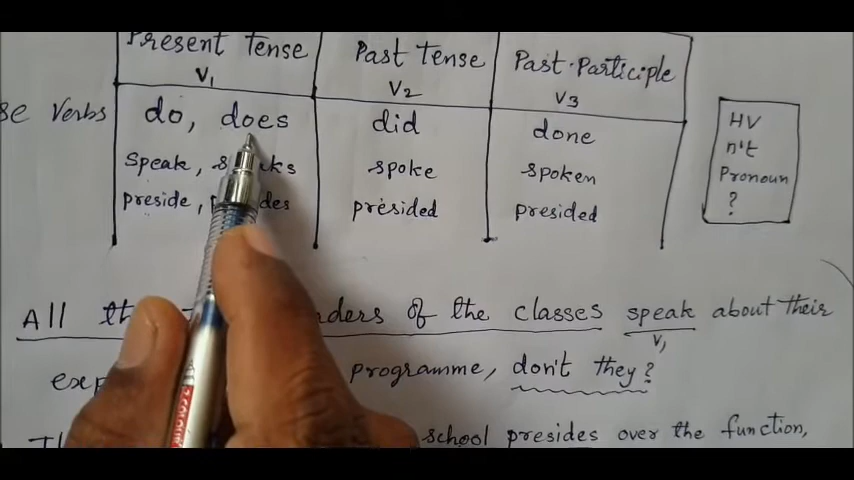 Present Tense Past Tense Past Participle
V1 V2 V3
se Verbs do, does did done
HV
n't
Pronoun
?
Speak, spoke spoken
preside, presided presided
All of the classes speak about their
V1
programme, don't they?
school presides over the function,